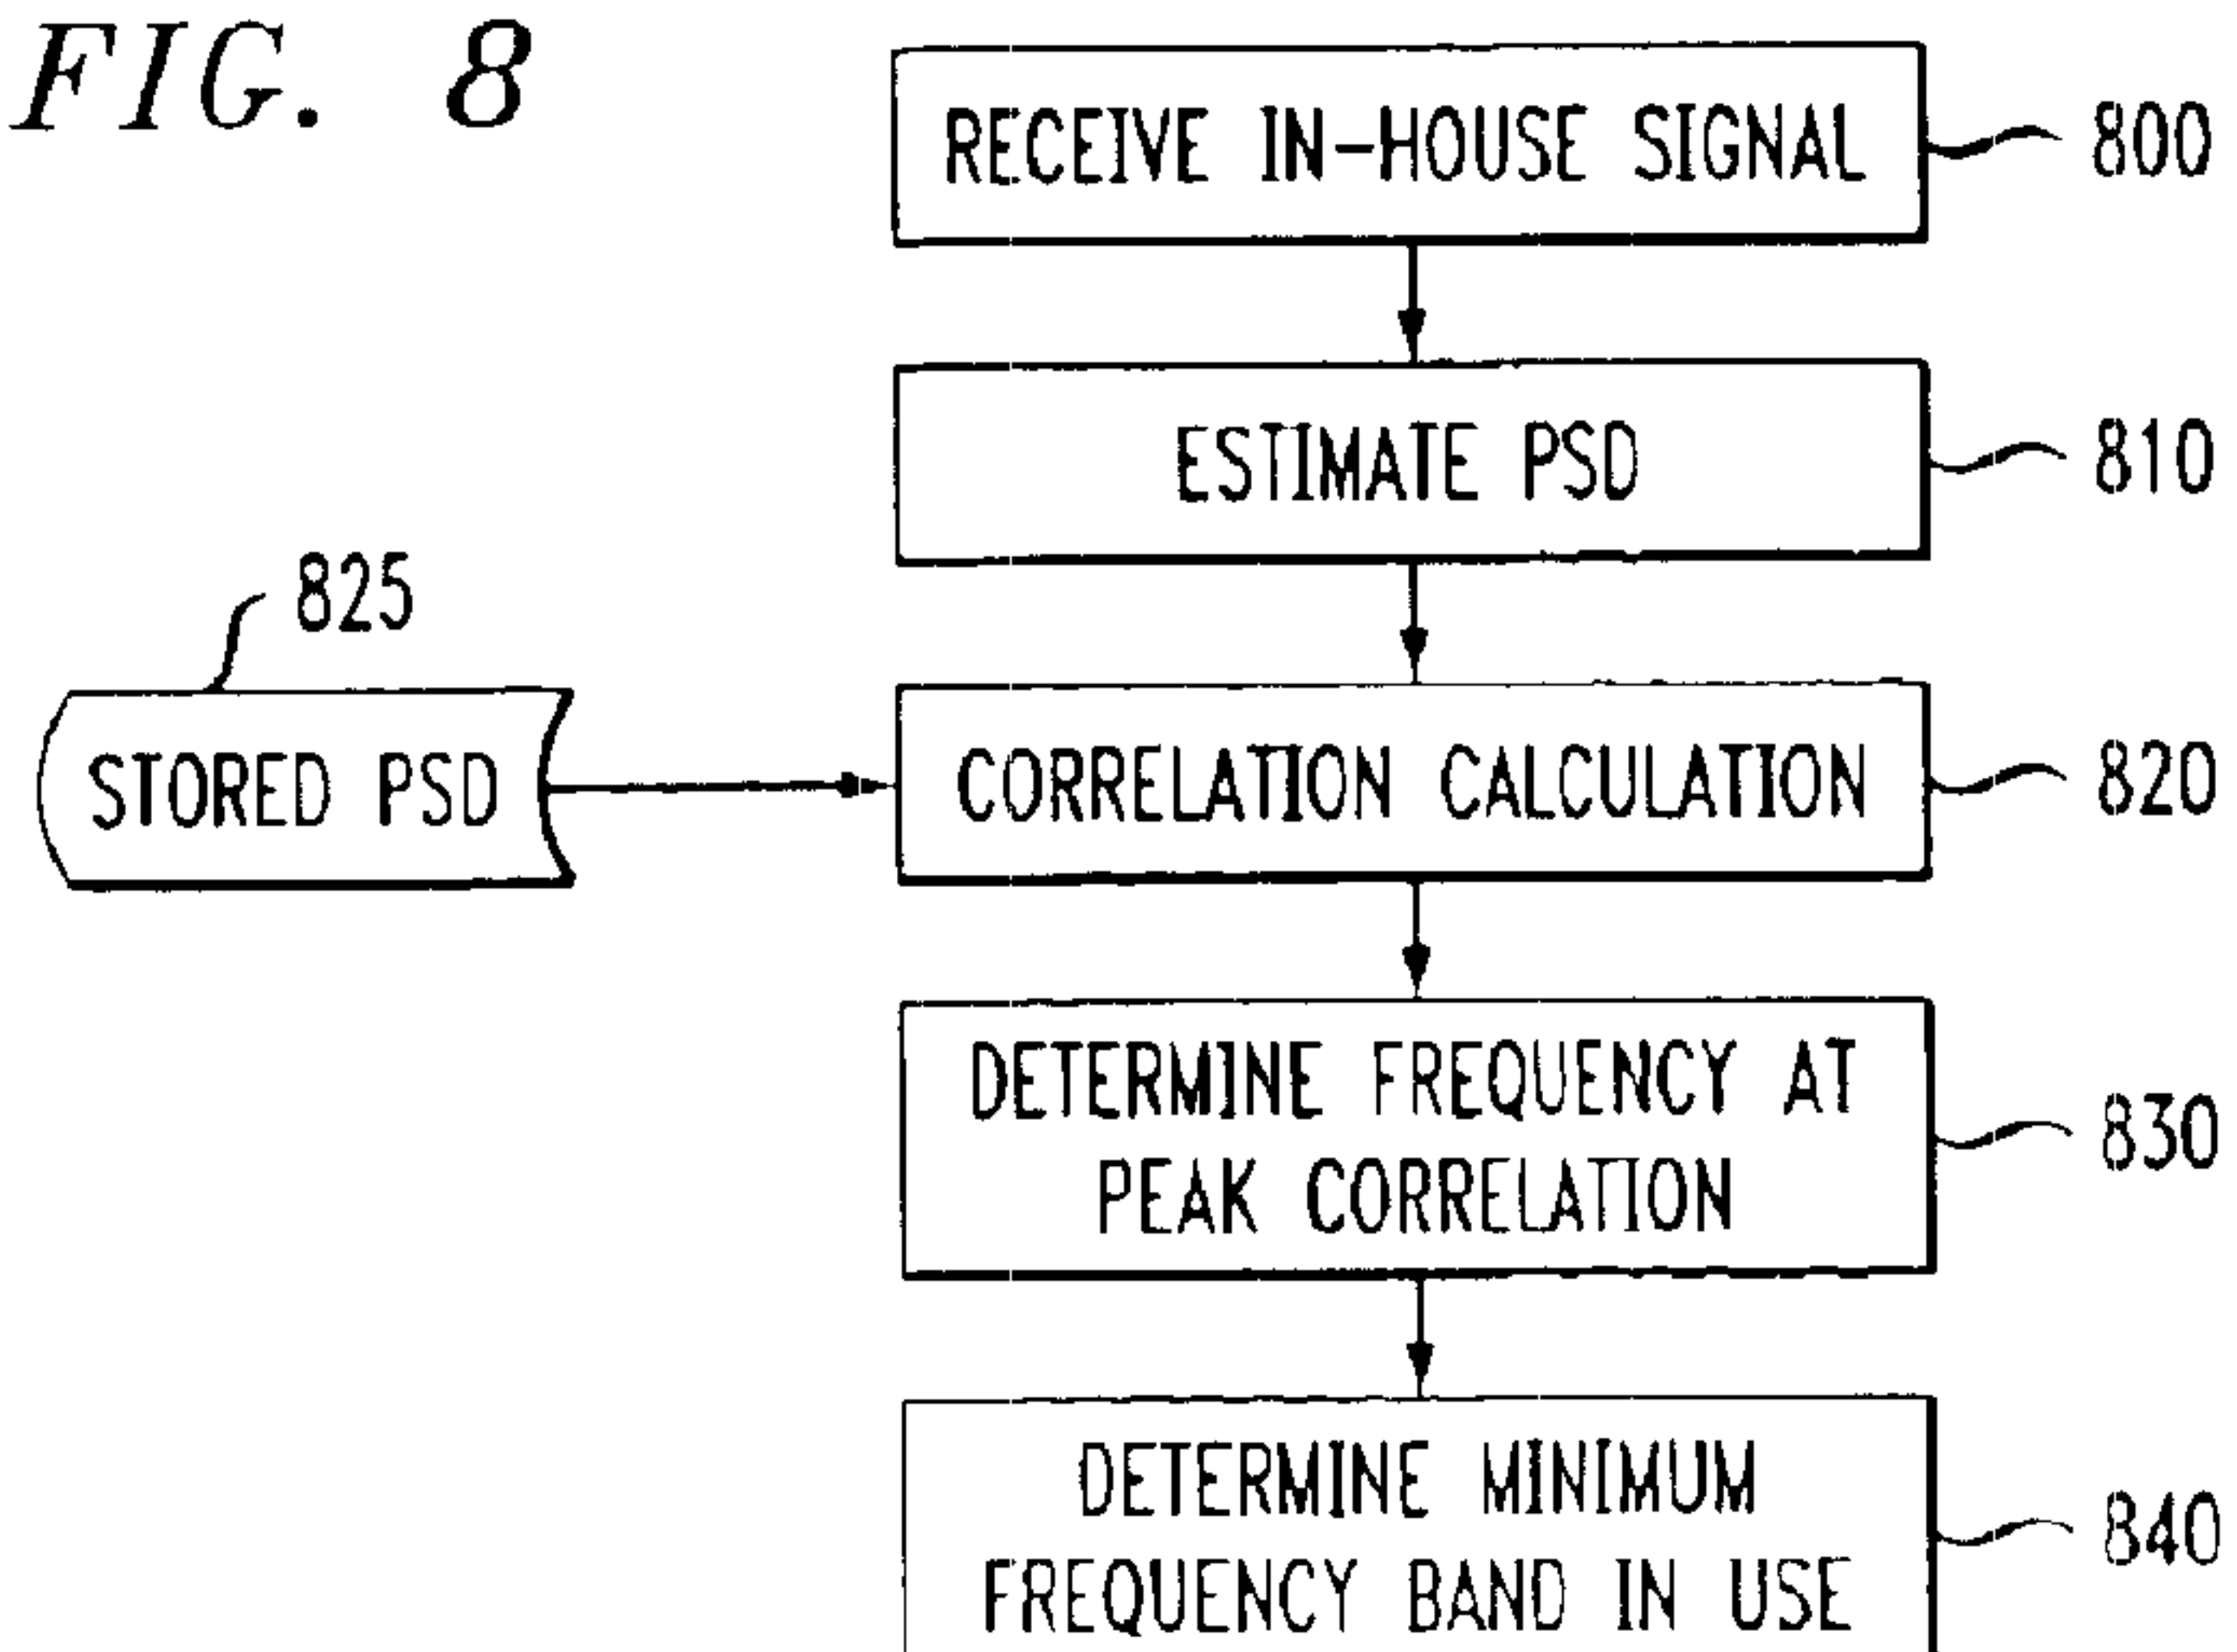 FIG. 8
RECEIVE IN-HOUSE SIGNAL
800
ESTIMATE PSD
810
825
STORED PSD
CORRELATION CALCULATION
820
DETERMINE FREQUENCY AT
PEAK CORRELATION
830
DETERMINE MINIMUM
FREQUENCY BAND IN USE
840